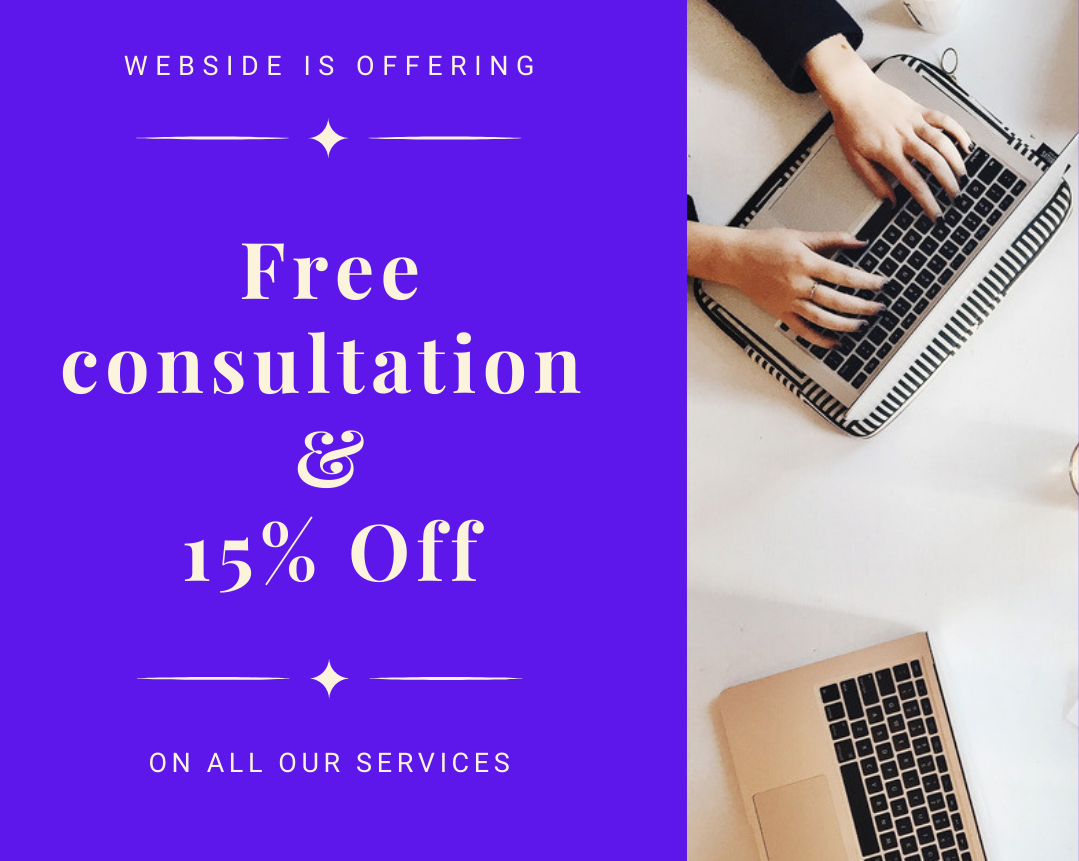 WEBSIDE IS OFFERING
Free
consultation
&
15% Off
ON ALL OUR SERVICES